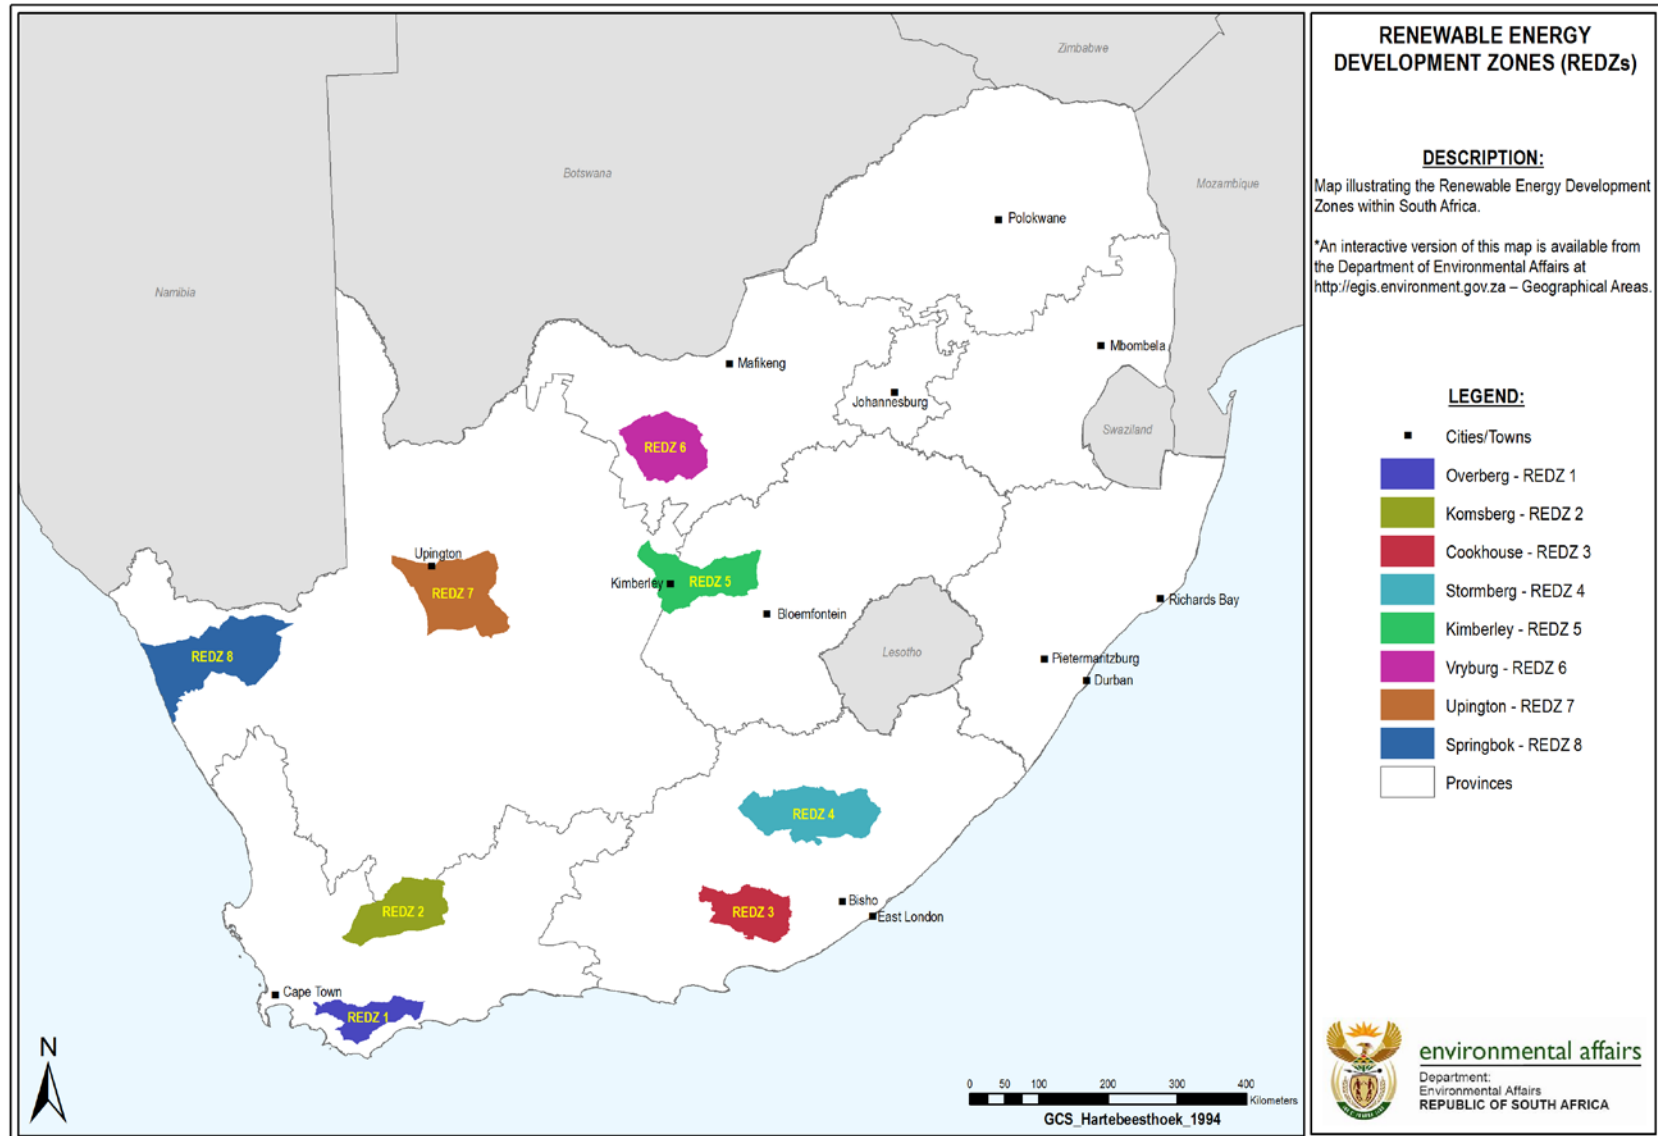 RENEWABLE ENERGY
DEVELOPMENT ZONES (REDZs)
DESCRIPTION:
Map illustrating the Renewable Energy Development
Zones within South Africa.
*An interactive version of this map is available from
the Department of Environmental Affairs at
http://egis.environment.gov.za – Geographical Areas.
LEGEND:
Cities/Towns
Overberg - REDZ 1
Komsberg - REDZ 2
Cookhouse - REDZ 3
Stormberg - REDZ 4
Kimberley - REDZ 5
Vryburg - REDZ 6
Upington - REDZ 7
Springbok - REDZ 8
Provinces
environmental affairs
Department:
Environmental Affairs
REPUBLIC OF SOUTH AFRICA
Zimbabwe
Botswana
Mozambique
Polokwane
Namibia
Mbombela
Mafikeng
Johannesburg
Swaziland
REDZ 6
Upington
REDZ 7
Kimberley
REDZ 5
Richards Bay
Bloemfontein
REDZ 8
Lesotho
Pietermaritzburg
Durban
REDZ 4
Bisho
REDZ 2
REDZ 3
East London
Cape Town
REDZ 1
N
0 50 100 200 300 400
Kilometers
GCS_Hartebeesthoek_1994